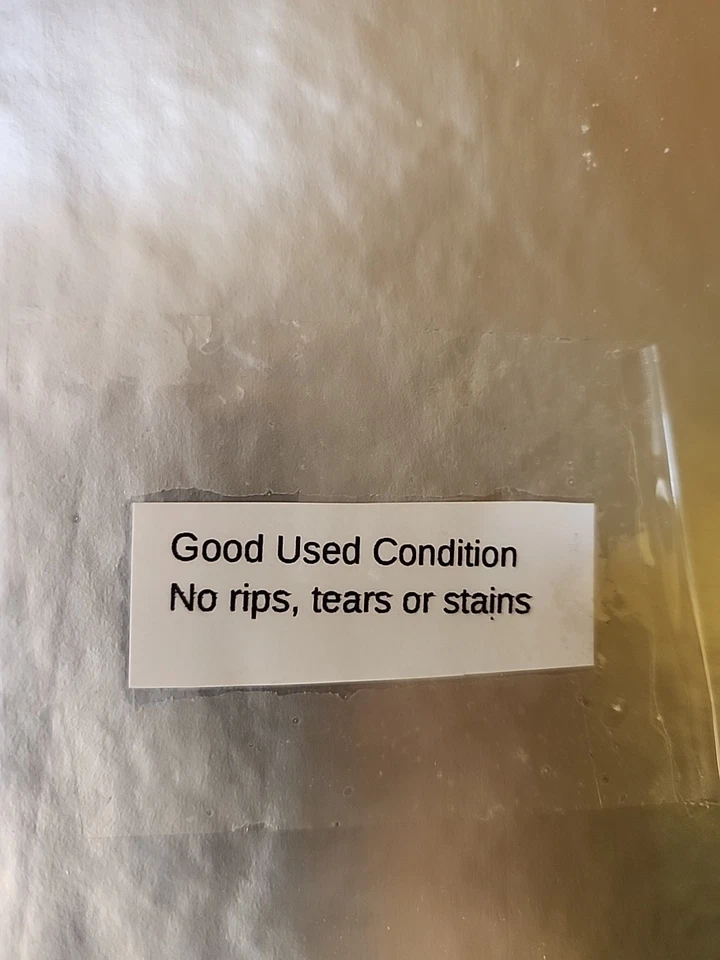 Good Used Condition
No rips, tears or stains